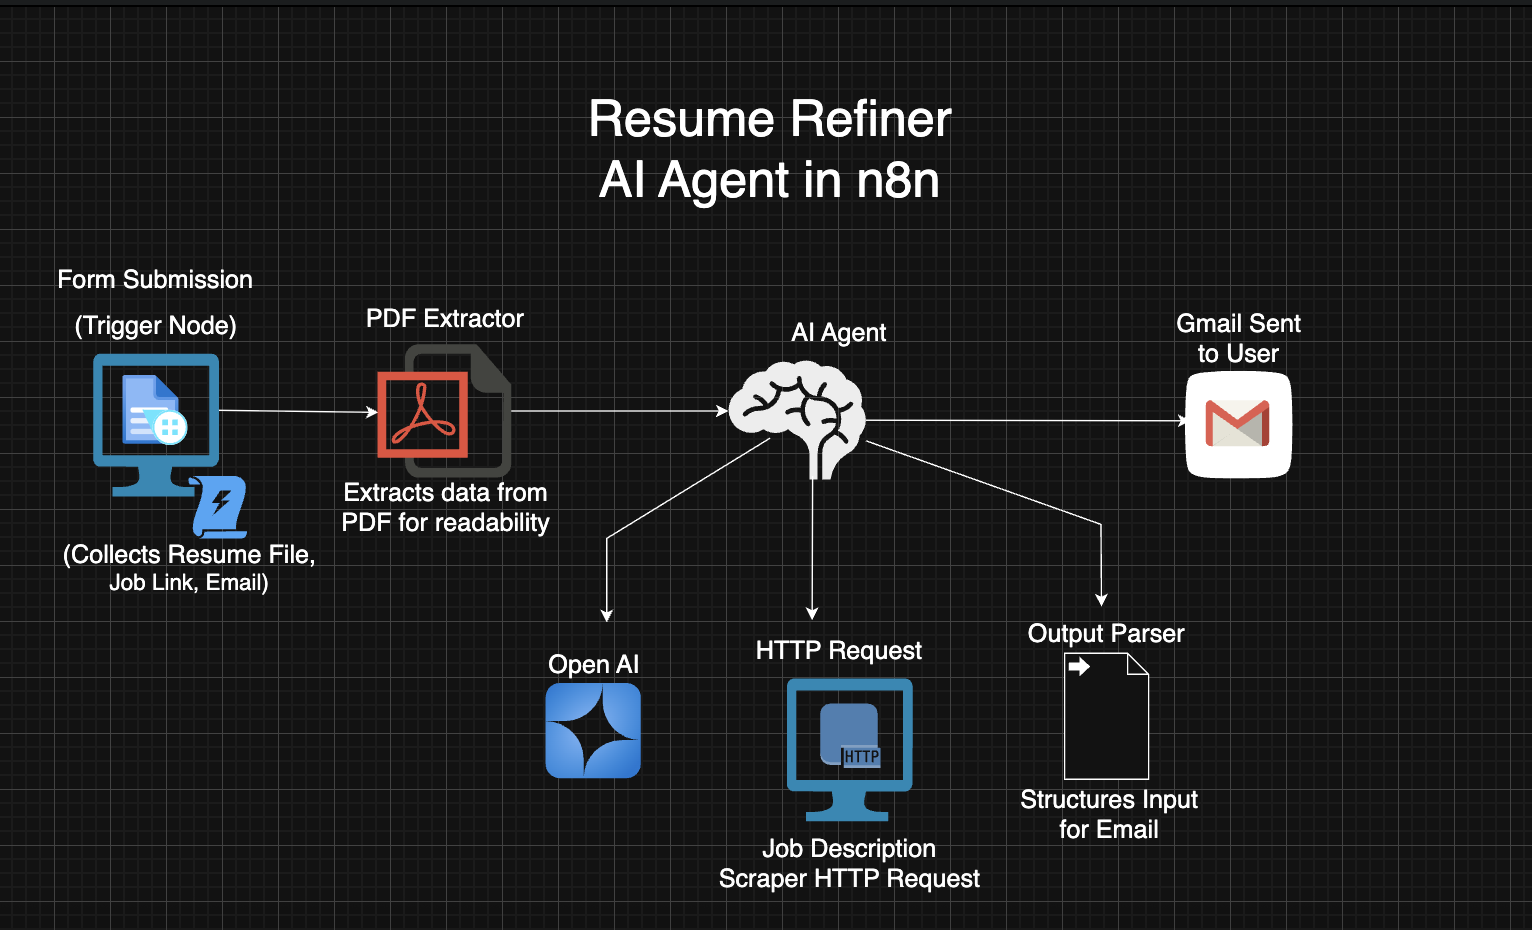 Resume Refiner
AI Agent in n8n
Form Submission
(Trigger Node)
(Collects Resume File,
Job Link, Email)
PDF Extractor
Extracts data from
PDF for readability
AI Agent
Gmail Sent
to User
Open AI
HTTP Request
HTTP
Job Description
Scraper HTTP Request
Output Parser
Structures Input
for Email